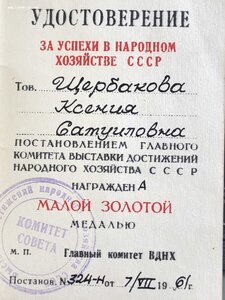 УДОСТОВЕРЕНИЕ
ЗА УСПЕХИ В НАРОДНОМ
ХОЗЯЙСТВЕ СССР
Тов. Щербакова
Ксения
Самуиловна
ПОСТАНОВЛЕНИЕМ ГЛАВНОГО
КОМИТЕТА ВЫСТАВКИ ДОСТИЖЕНИЙ
НАРОДНОГО ХОЗЯЙСТВА СССР
НАГРАЖДЕН А
МАЛОЙ ЗОЛОТОЙ
МЕДАЛЬЮ
КОМИТЕТ
СОВЕТА
М. П. Главный комитет ВДНХ
Постанов. № 324-Н от 7/VII 1961г.